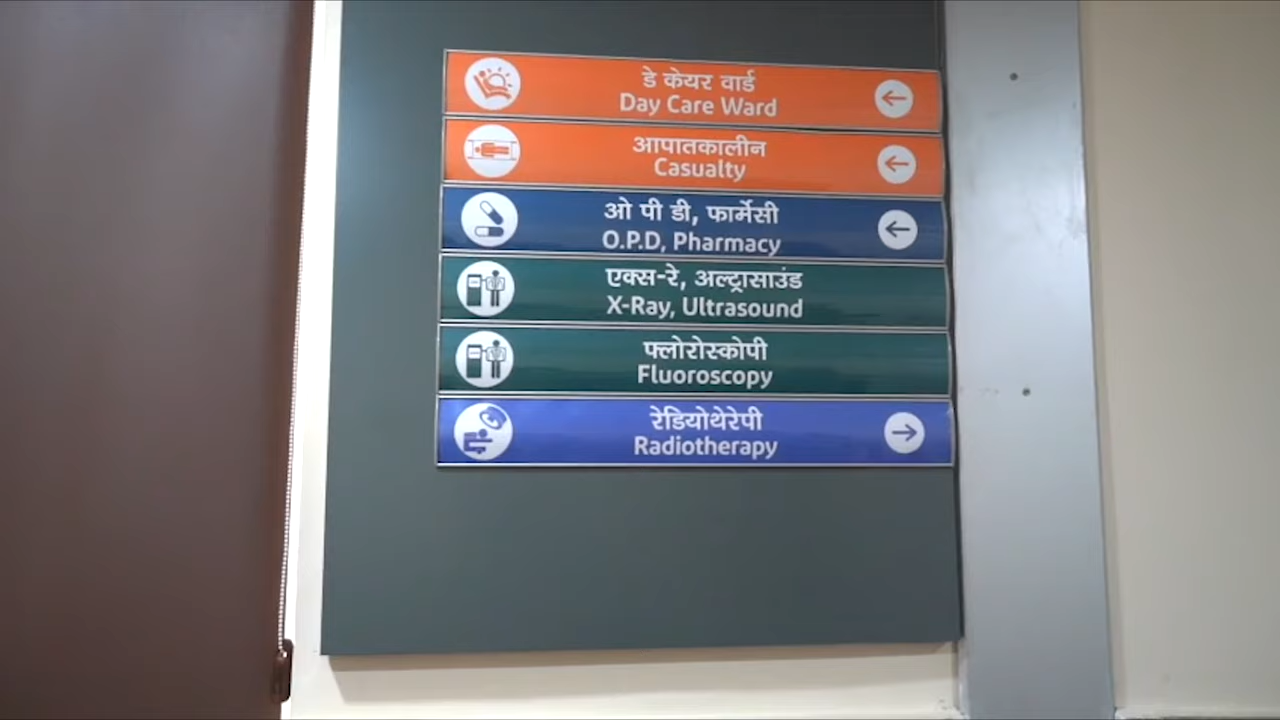 डे केयर वार्ड
Day Care Ward
आपातकालीन
Casualty
ओ पी डी, फार्मेसी
O.P.D, Pharmacy
एक्स-रे, अल्ट्रासाउंड
X-Ray, Ultrasound
फ्लोरोस्कोपी
Fluoroscopy
रेडियोथेरेपी
Radiotherapy